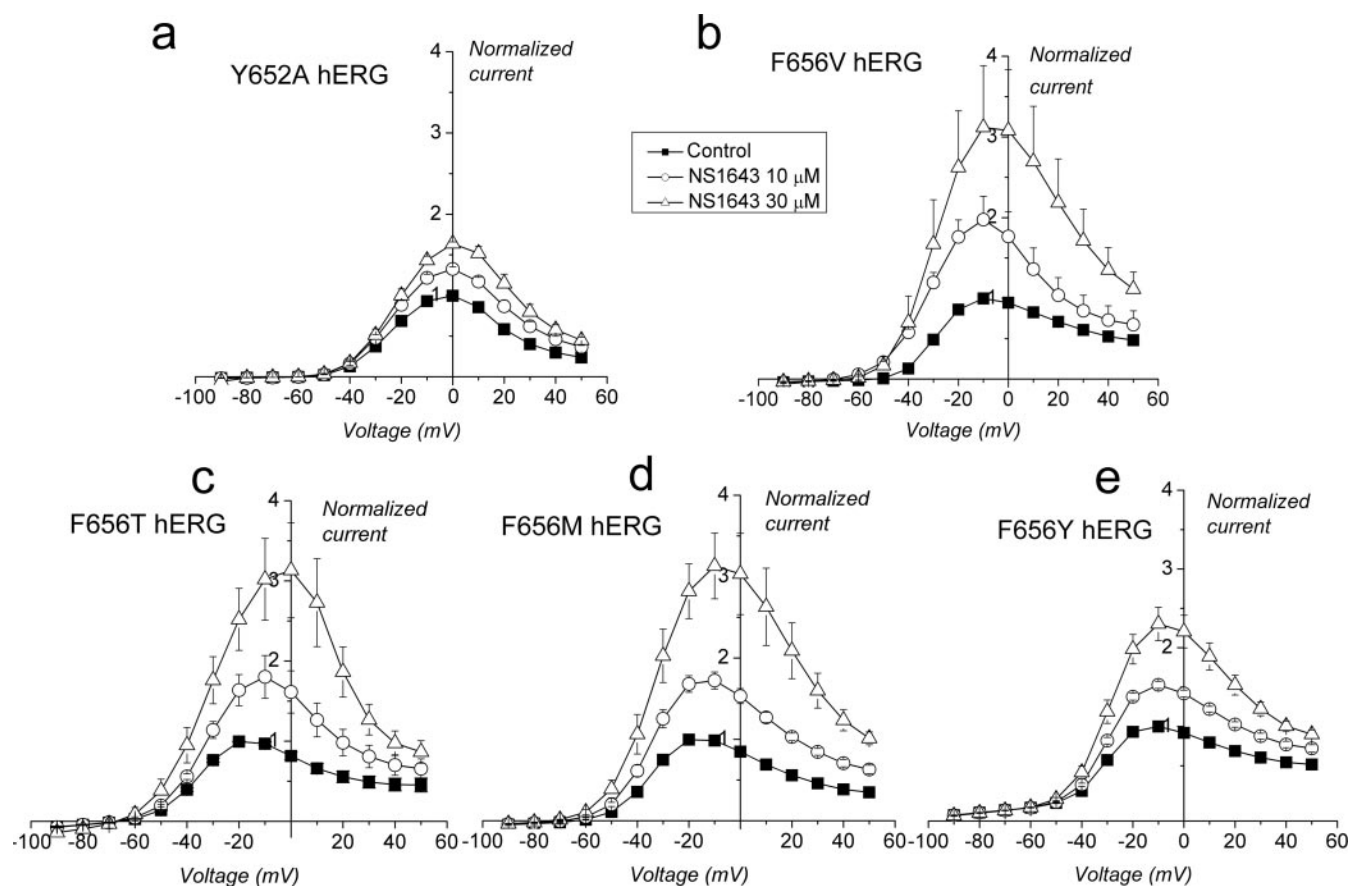 a
Y652A hERG
Normalized
current
4
3
2
1
-100 -80 -60 -40 -20 0 20 40 60
Voltage (mV)
b
F656V hERG
Normalized
current
4
3
2
1
-100 -80 -60 -40 -20 0 20 40 60
Voltage (mV)
Control
NS1643 10 μM
NS1643 30 μM
c
F656T hERG
Normalized
current
4
3
2
1
-100 -80 -60 -40 -20 0 20 40 60
Voltage (mV)
d
F656M hERG
Normalized
current
4
3
2
1
-100 -80 -60 -40 -20 0 20 40 60
Voltage (mV)
e
F656Y hERG
Normalized
current
4
3
2
1
-100 -80 -60 -40 -20 0 20 40 60
Voltage (mV)